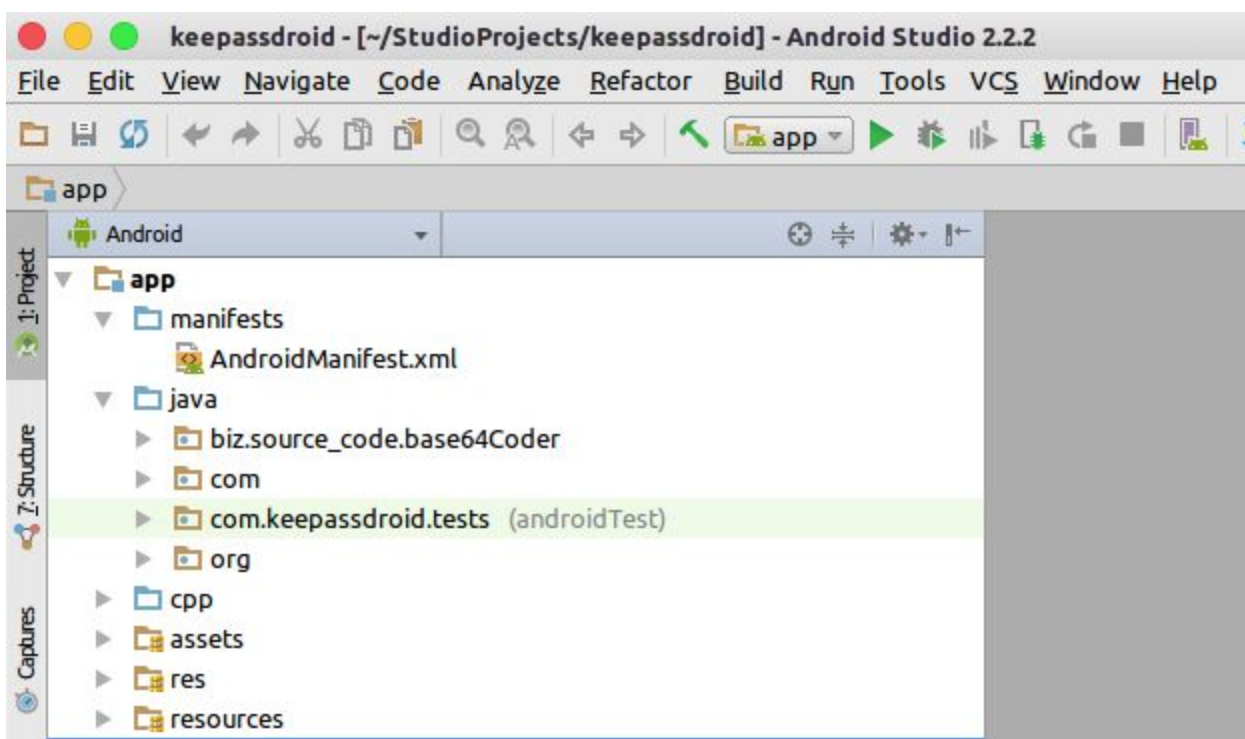 keepassdroid - [~/StudioProjects/keepassdroid] - Android Studio 2.2.2
File Edit View Navigate Code Analyze Refactor Build Run Tools VCS Window Help
app
app
Android
1: Project
7: Structure
Captures
app
manifests
AndroidManifest.xml
java
biz.source_code.base64Coder
com
com.keepassdroid.tests (androidTest)
org
cpp
assets
res
resources